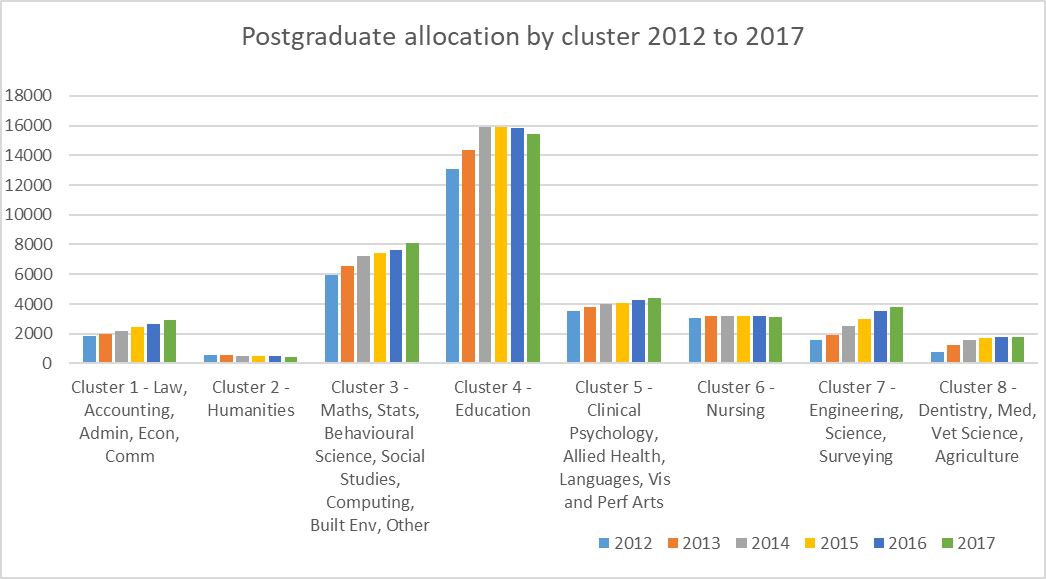 Postgraduate allocation by cluster 2012 to 2017
18000
16000
14000
12000
10000
8000
6000
4000
2000
0
Cluster 1 - Law,
Accounting,
Admin, Econ,
Comm
Cluster 2 -
Humanities
Cluster 3 -
Maths, Stats,
Behavioural
Science, Social
Studies,
Computing,
Built Env, Other
Cluster 4 -
Education
Cluster 5 -
Clinical
Psychology,
Allied Health,
Languages, Vis
and Perf Arts
Cluster 6 -
Nursing
Cluster 7 -
Engineering,
Science,
Surveying
Cluster 8 -
Dentistry, Med,
Vet Science,
Agriculture
2012 2013 2014 2015 2016 2017